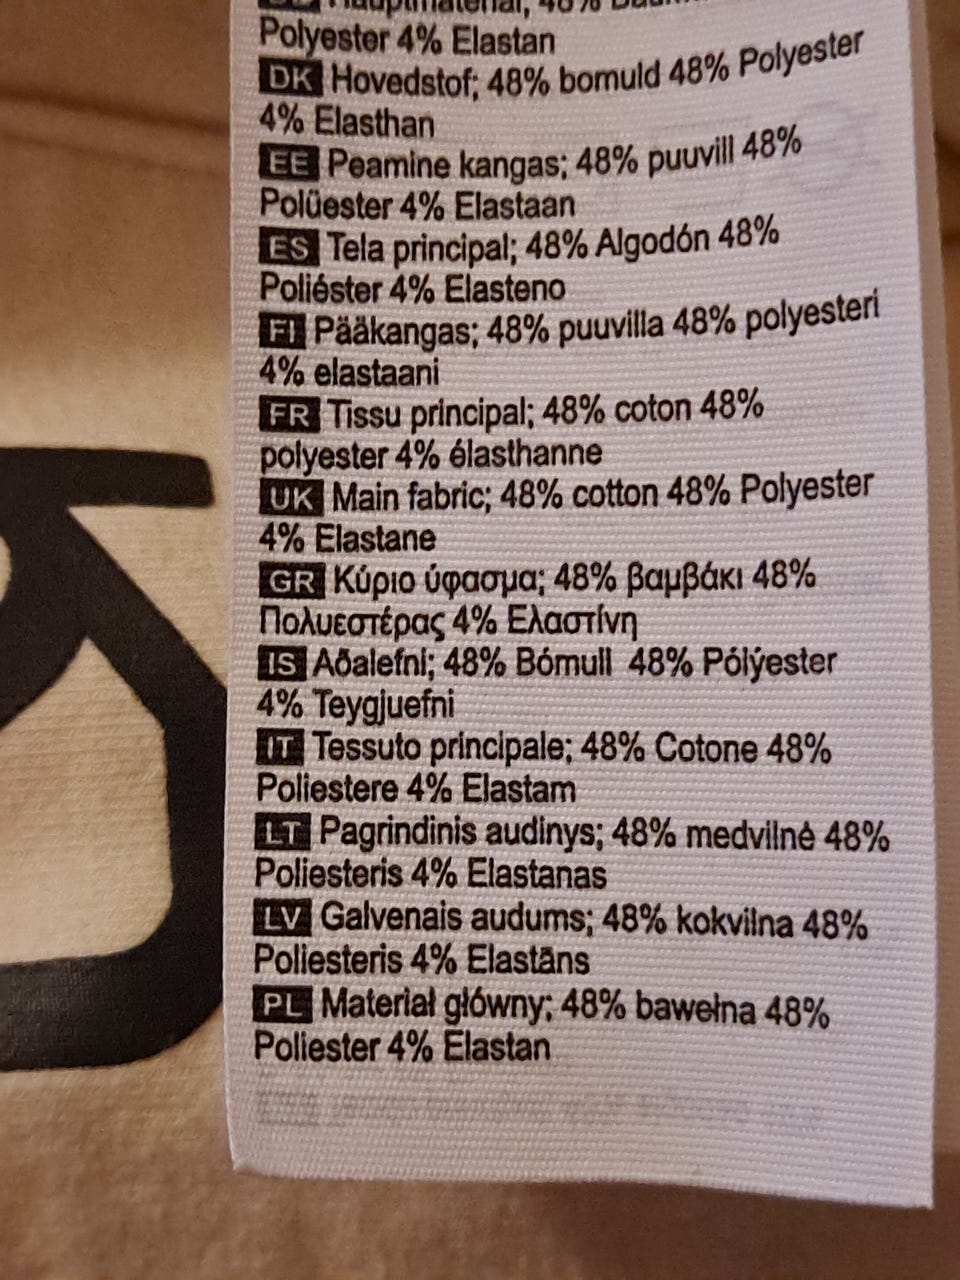 Hauptmaterial; 48%
Polyester 4% Elastan
DK Hovedstof; 48% bomuld 48% Polyester
4% Elasthan
EE Peamine kangas; 48% puuvill 48%
Polüester 4% Elastaan
ES Tela principal; 48% Algodón 48%
Poliéster 4% Elasteno
FI Pääkangas; 48% puuvilla 48% polyesteri
4% elastaani
FR Tissu principal; 48% coton 48%
polyester 4% élasthanne
UK Main fabric; 48% cotton 48% Polyester
4% Elastane
GR Κύριο ύφασμα; 48% βαμβάκι 48%
Πολυεστέρας 4% Ελαστίνη
IS Aðalefni; 48% Bómull 48% Pólýester
4% Teygjuefni
IT Tessuto principale; 48% Cotone 48%
Poliestere 4% Elastam
LT Pagrindinis audinys; 48% medvilnė 48%
Poliesteris 4% Elastanas
LV Galvenais audums; 48% kokvilna 48%
Poliesteris 4% Elastāns
PL Materiał główny; 48% bawełna 48%
Poliester 4% Elastan